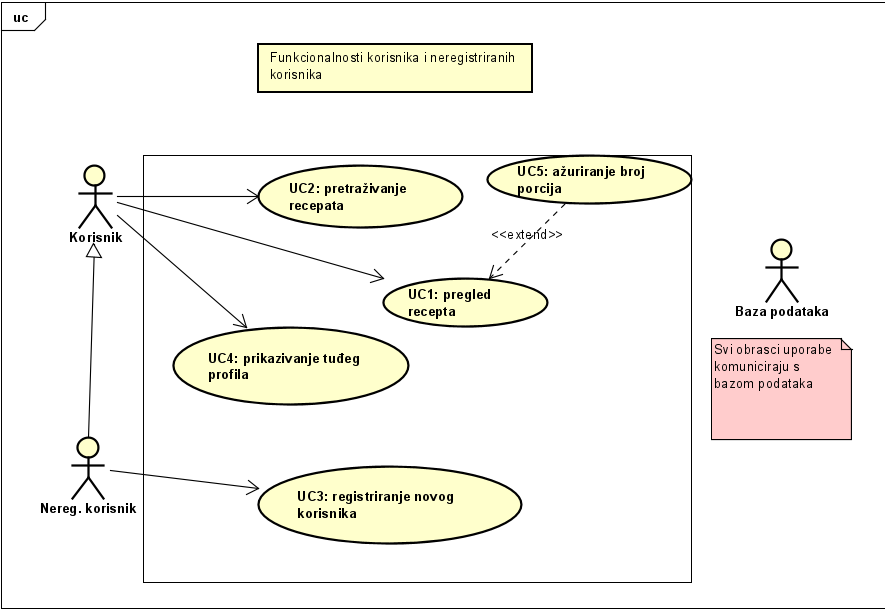 uc
Funkcionalnosti korisnika i neregistriranih
korisnika
UC2: pretraživanje
recepata
UC5: ažuriranje broj
porcija
<<extend>>
Korisnik
UC1: pregled
recepta
Baza podataka
Svi obrasci uporabe
komuniciraju s
bazom podataka
UC4: prikazivanje tuđeg
profila
UC3: registriranje novog
korisnika
Nereg. korisnik